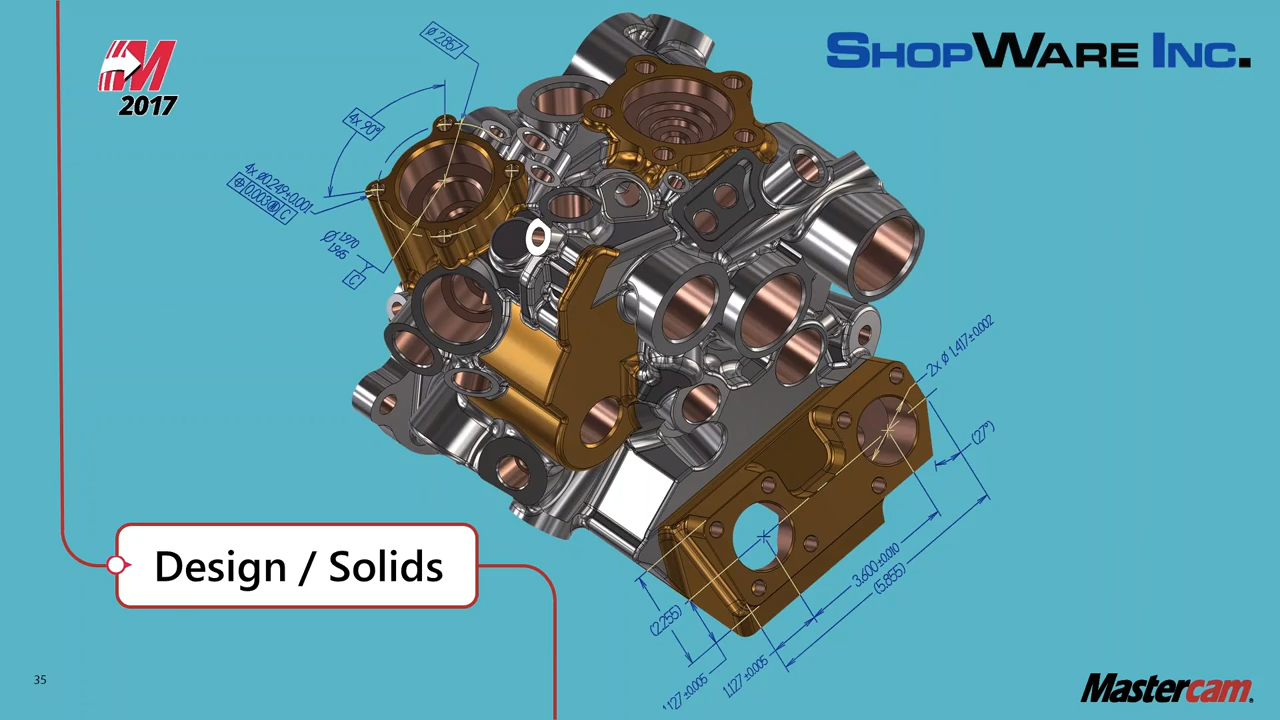 M
2017
SHOPWARE INC.
Ø 2.857
4x 90°
4x Ø0.249±0.001
⌖ 0.003Ⓜ C
Ø 1.970
1.965
C
2x Ø 1.417±0.002
(27°)
3.600±0.010
(5.855)
(2.255)
1.127±0.005
1.127±0.005
Design / Solids
35
Mastercam.